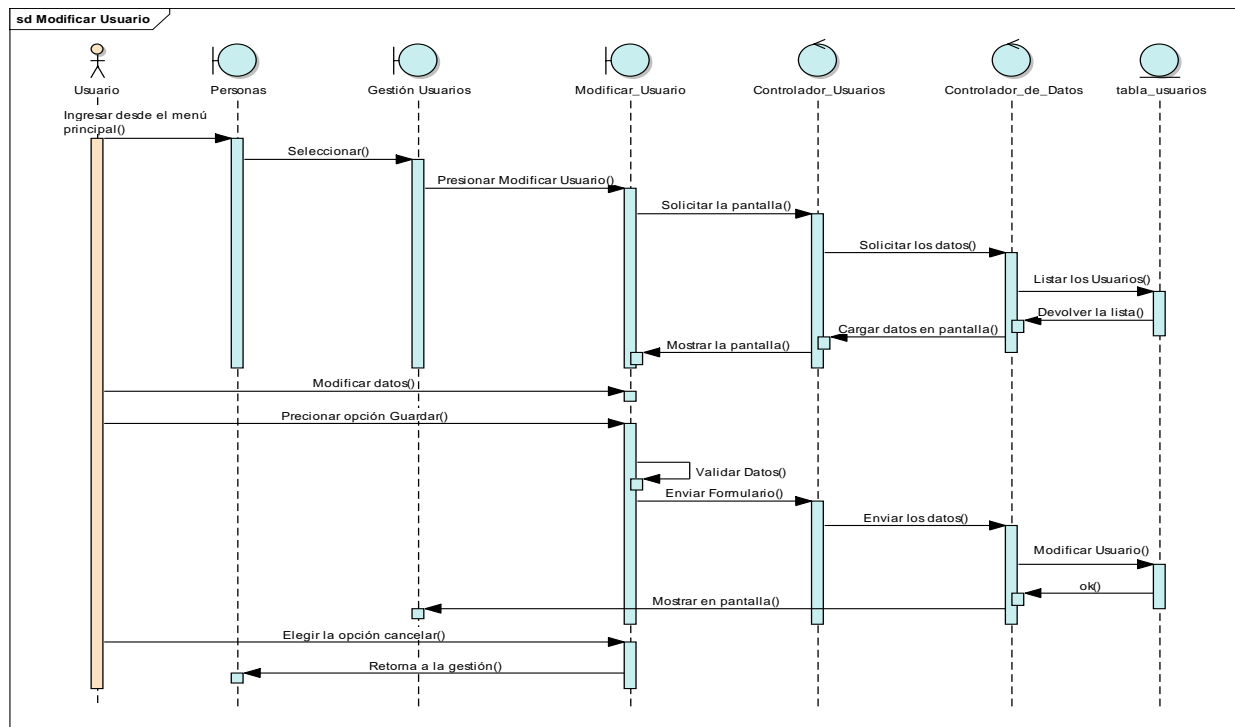 sd Modificar Usuario
Usuario
Personas
Gestión Usuarios
Modificar_Usuario
Controlador_Usuarios
Controlador_de_Datos
tabla_usuarios
Ingresar desde el menú
principal()
Seleccionar()
Presionar Modificar Usuario()
Solicitar la pantalla()
Solicitar los datos()
Listar los Usuarios()
Devolver la lista()
Cargar datos en pantalla()
Mostrar la pantalla()
Modificar datos()
Precionar opción Guardar()
Validar Datos()
Enviar Formulario()
Enviar los datos()
Modificar Usuario()
ok()
Mostrar en pantalla()
Elegir la opción cancelar()
Retorna a la gestión()